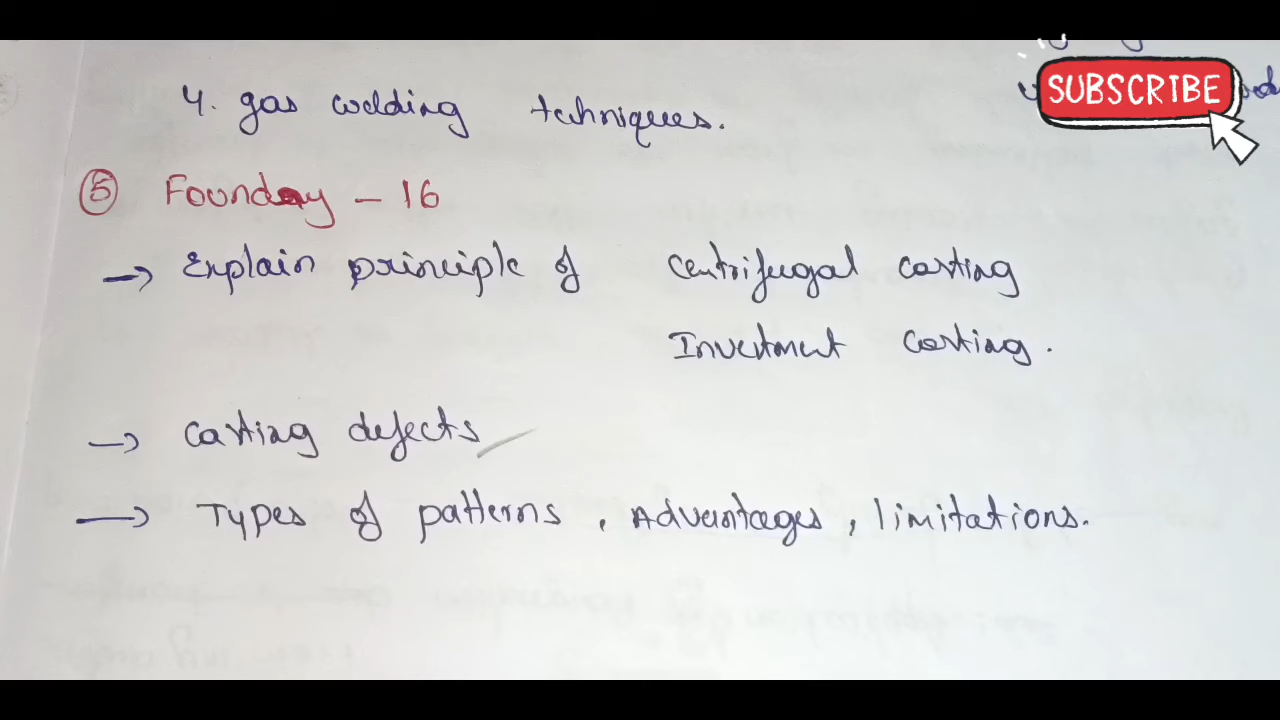 SUBSCRIBE
4. gas welding techniques.
5 Foundry - 16
→ Explain principle of Centrifugal casting
Investment casting.
→ Casting defects
→ Types of patterns, Advantages, limitations.